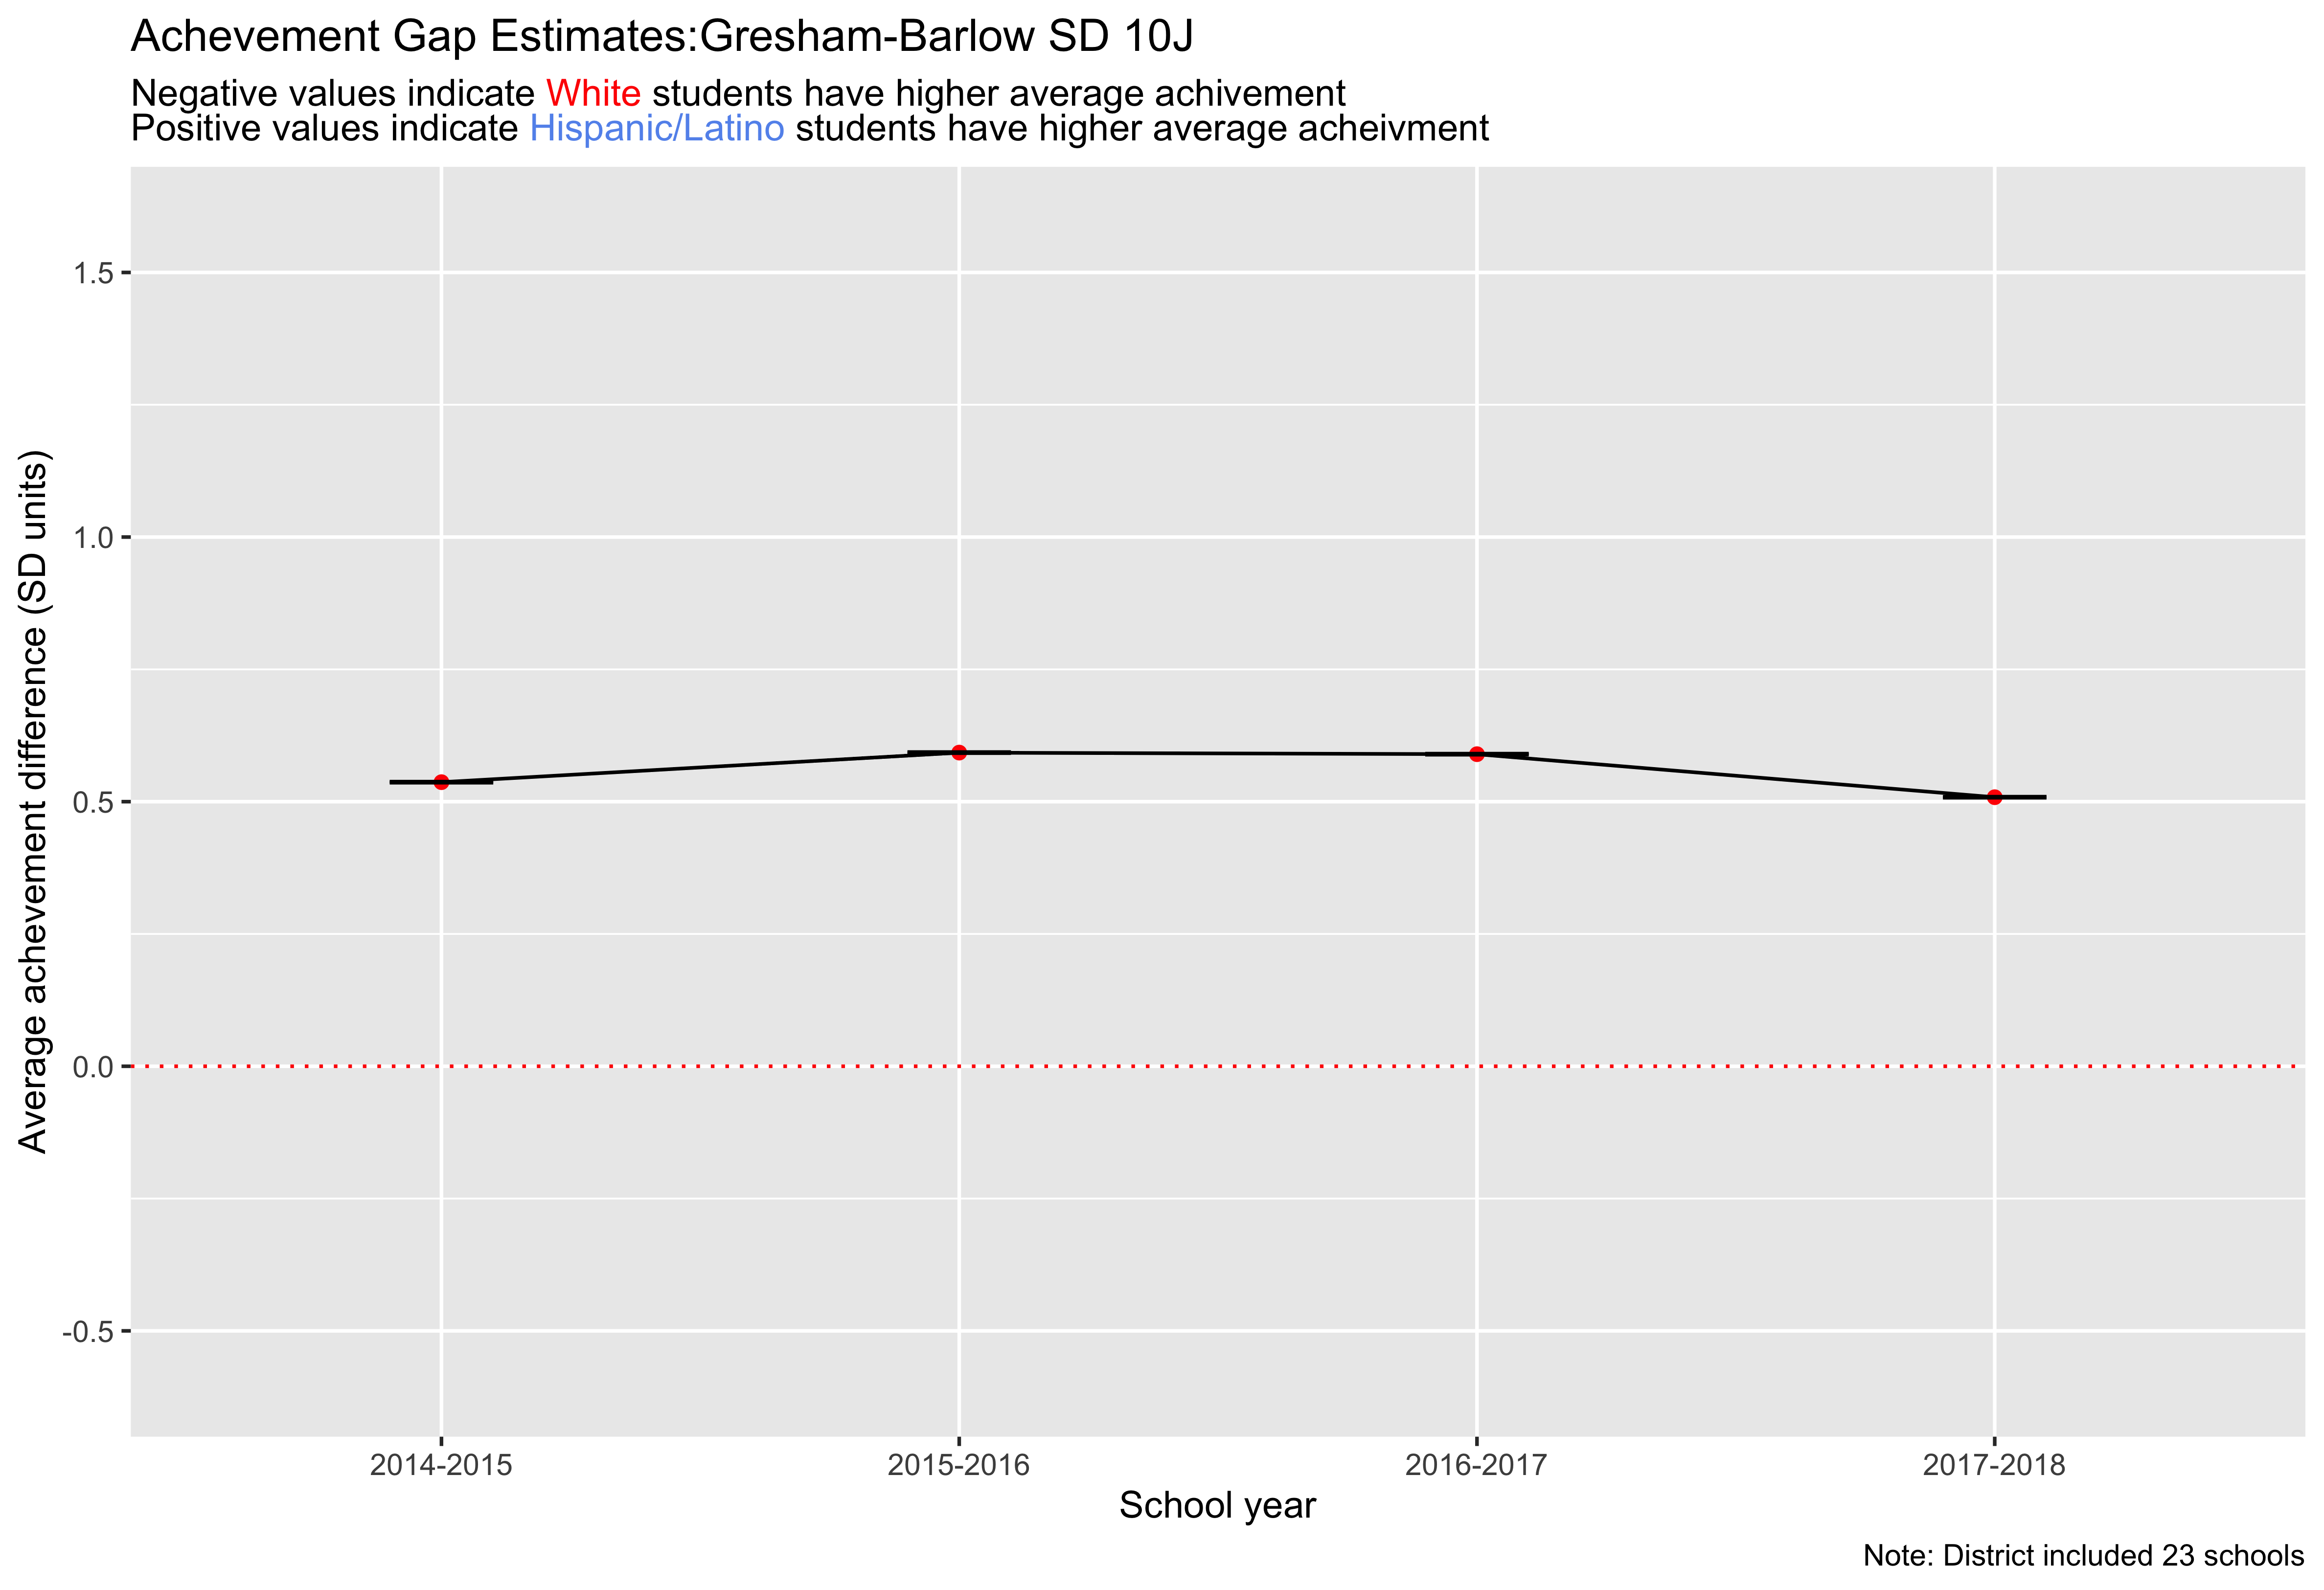 Achevement Gap Estimates:Gresham-Barlow SD 10J
Negative values indicate White students have higher average achivement
Positive values indicate Hispanic/Latino students have higher average acheivment
Average achevement difference (SD units)
1.5
1.0
0.5
0.0
-0.5
2014-2015
2015-2016
2016-2017
2017-2018
School year
Note: District included 23 schools